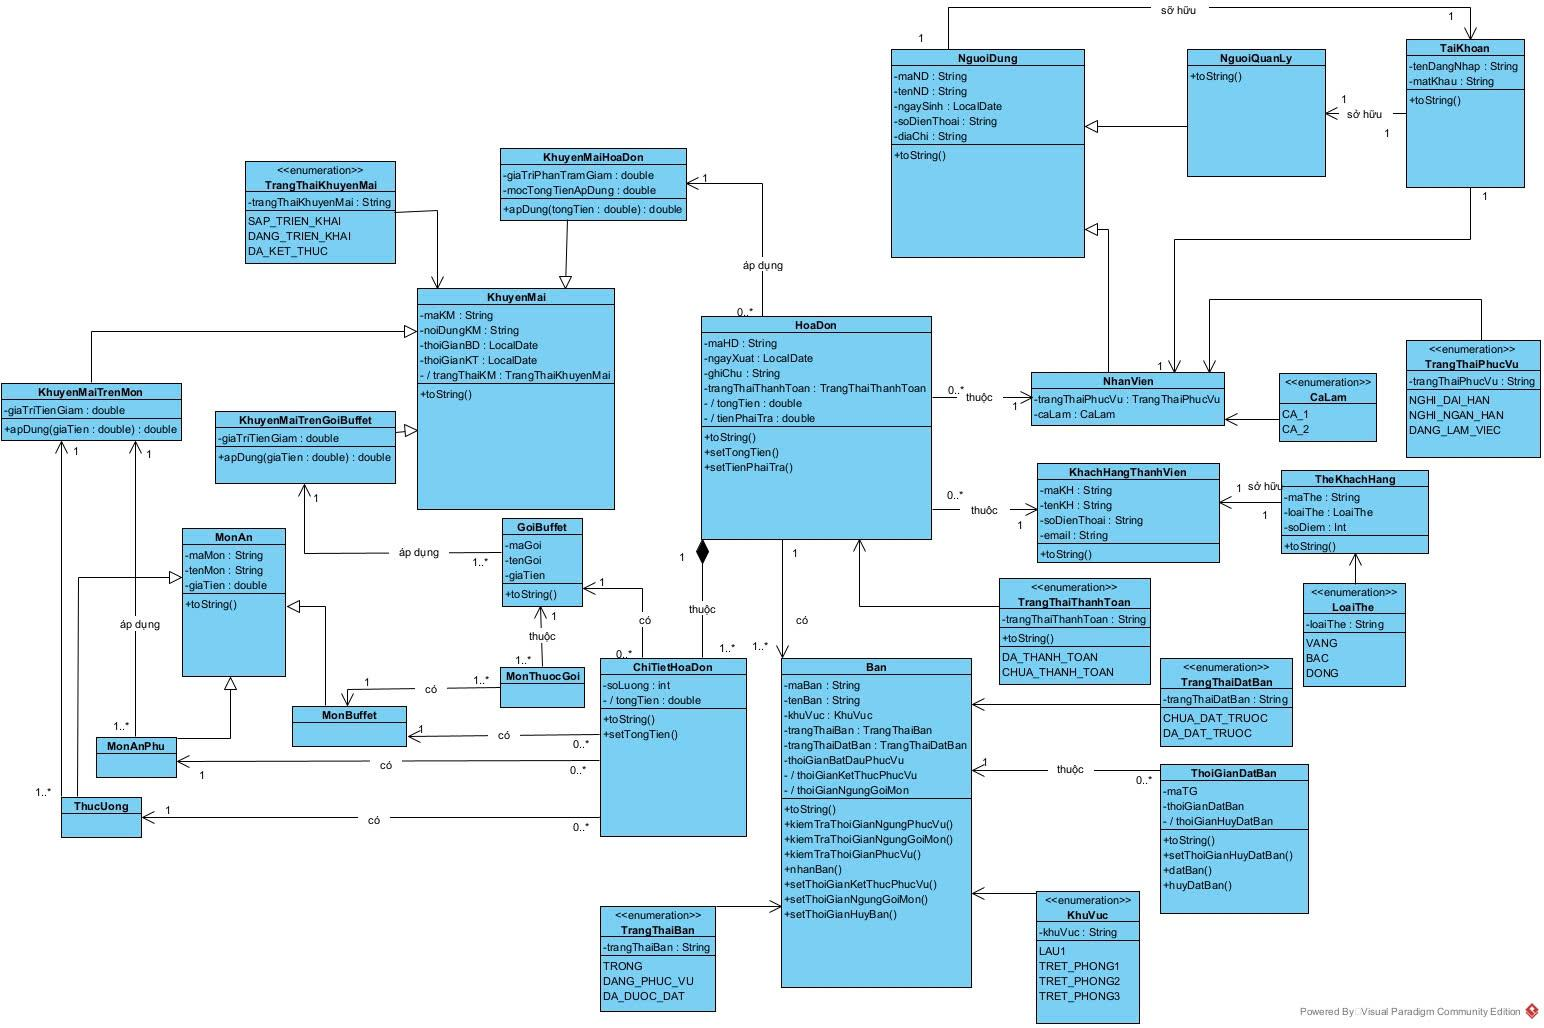 sỡ hữu
1
1
NguoiDung
-maND : String
-tenND : String
-ngaySinh : LocalDate
-soDienThoai : String
-diaChi : String
+toString()
NguoiQuanLy
+toString()
TaiKhoan
-tenDangNhap : String
-matKhau : String
+toString()
1
sở hữu
1
1
<<enumeration>>
TrangThaiKhuyenMai
-trangThaiKhuyenMai : String
SAP_TRIEN_KHAI
DANG_TRIEN_KHAI
DA_KET_THUC
KhuyenMaiHoaDon
-giaTriPhanTramGiam : double
-mocTongTienApDung : double
+apDung(tongTien : double) : double
1
áp dụng
0..*
KhuyenMai
-maKM : String
-noiDungKM : String
-thoiGianBD : LocalDate
-thoiGianKT : LocalDate
- / trangThaiKM : TrangThaiKhuyenMai
+toString()
HoaDon
-maHD : String
-ngayXuat : LocalDate
-ghiChu : String
-trangThaiThanhToan : TrangThaiThanhToan
- / tongTien : double
- / tienPhaiTra : double
+toString()
+setTongTien()
+setTienPhaiTra()
1
NhanVien
-trangThaiPhucVu : TrangThaiPhucVu
-caLam : CaLam
0..*
thuộc
1
<<enumeration>>
CaLam
CA_1
CA_2
<<enumeration>>
TrangThaiPhucVu
-trangThaiPhucVu : String
NGHI_DAI_HAN
NGHI_NGAN_HAN
DANG_LAM_VIEC
KhuyenMaiTrenMon
-giaTriTienGiam : double
+apDung(giaTien : double) : double
1
1
KhuyenMaiTrenGoiBuffet
-giaTriTienGiam : double
+apDung(giaTien : double) : double
1
KhachHangThanhVien
-maKH : String
-tenKH : String
-soDienThoai : String
-email : String
+toString()
0..*
thuôc
1
1
sở hữu
1
TheKhachHang
-maThe : String
-loaiThe : LoaiThe
-soDiem : Int
+toString()
MonAn
-maMon : String
-tenMon : String
-giaTien : double
+toString()
GoiBuffet
-maGoi
-tenGoi
-giaTien
+toString()
áp dụng
1..*
1
có
0..*
1
thuộc
1..*
1
thuộc
1..*
1
có
1..*
<<enumeration>>
TrangThaiThanhToan
-trangThaiThanhToan : String
+toString()
DA_THANH_TOAN
CHUA_THANH_TOAN
<<enumeration>>
LoaiThe
-loaiThe : String
VANG
BAC
DONG
áp dụng
1..*
MonThuocGoi
1
có
1..*
ChiTietHoaDon
-soLuong : int
- / tongTien : double
+toString()
+setTongTien()
Ban
-maBan : String
-tenBan : String
-khuVuc : KhuVuc
-trangThaiBan : TrangThaiBan
-trangThaiDatBan : TrangThaiDatBan
-thoiGianBatDauPhucVu
- / thoiGianKetThucPhucVu
- / thoiGianNgungGoiMon
+toString()
+kiemTraThoiGianNgungPhucVu()
+kiemTraThoiGianNgungGoiMon()
+kiemTraThoiGianPhucVu()
+nhanBan()
+setThoiGianKetThucPhucVu()
+setThoiGianNgungGoiMon()
+setThoiGianHuyBan()
<<enumeration>>
TrangThaiDatBan
-trangThaiDatBan : String
CHUA_DAT_TRUOC
DA_DAT_TRUOC
MonBuffet
1
có
0..*
MonAnPhu
1
có
0..*
1..*
ThucUong
1
có
0..*
1
thuộc
0..*
ThoiGianDatBan
-maTG
-thoiGianDatBan
- / thoiGianHuyDatBan
+toString()
+setThoiGianHuyDatBan()
+datBan()
+huyDatBan()
<<enumeration>>
TrangThaiBan
-trangThaiBan : String
TRONG
DANG_PHUC_VU
DA_DUOC_DAT
<<enumeration>>
KhuVuc
-khuVuc : String
LAU1
TRET_PHONG1
TRET_PHONG2
TRET_PHONG3
Powered By Visual Paradigm Community Edition